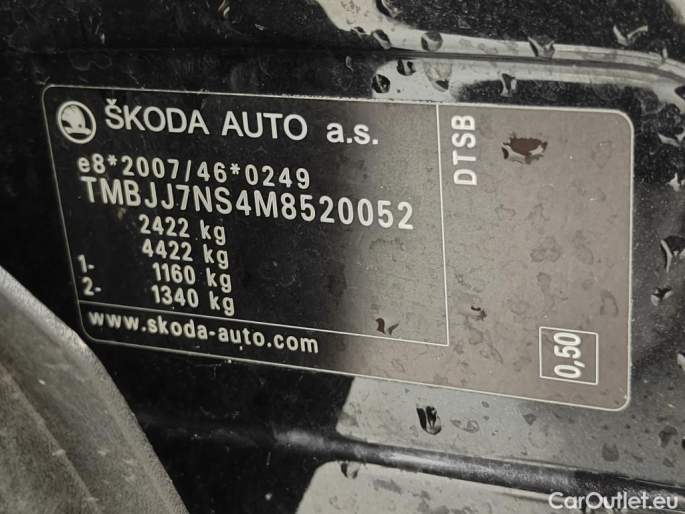 ŠKODA AUTO a.s.
e8*2007/46*0249
TMBJJ7NS4M8520052
2422 kg
4422 kg
1- 1160 kg
2- 1340 kg
www.skoda-auto.com
DTSB
0,50
CarOutlet.eu